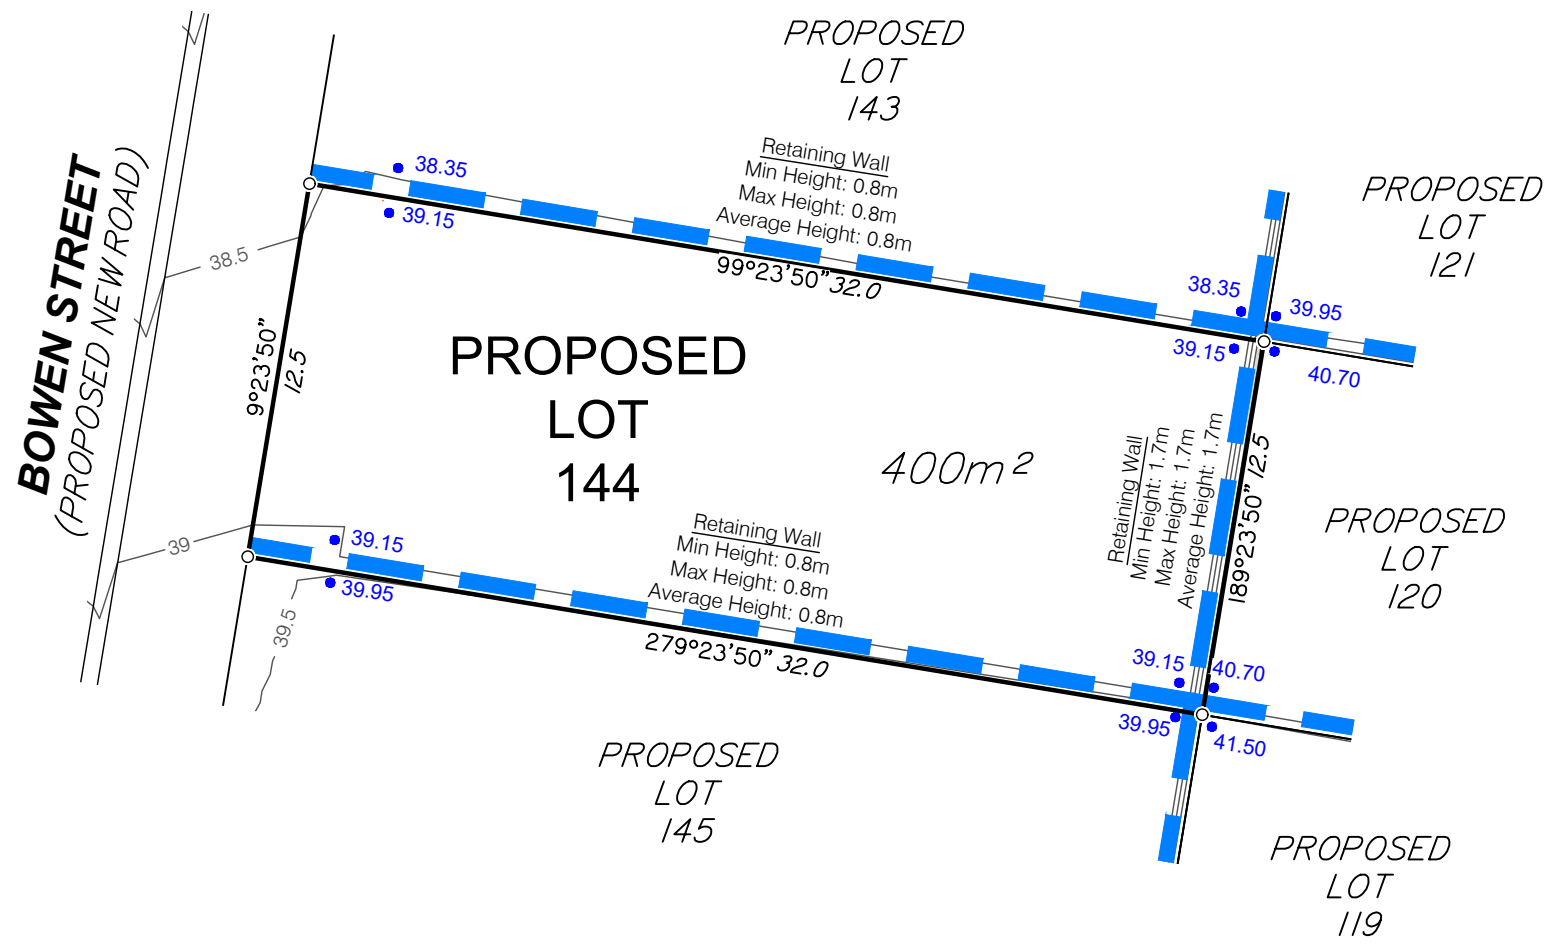 PROPOSED
LOT
143
Retaining Wall
Min Height: 0.8m
Max Height: 0.8m
Average Height: 0.8m
99°23'50" 32.0
38.35
39.15
38.5
BOWEN STREET
(PROPOSED NEW ROAD)
9°23'50"
12.5
PROPOSED
LOT
144
400m²
PROPOSED
LOT
121
38.35
39.95
39.15
40.70
Retaining Wall
Min Height: 1.7m
Max Height: 1.7m
Average Height: 1.7m
189°23'50" 12.5
PROPOSED
LOT
120
39
39.15
39.95
39.5
Retaining Wall
Min Height: 0.8m
Max Height: 0.8m
Average Height: 0.8m
279°23'50" 32.0
39.15
40.70
39.95
41.50
PROPOSED
LOT
145
PROPOSED
LOT
119